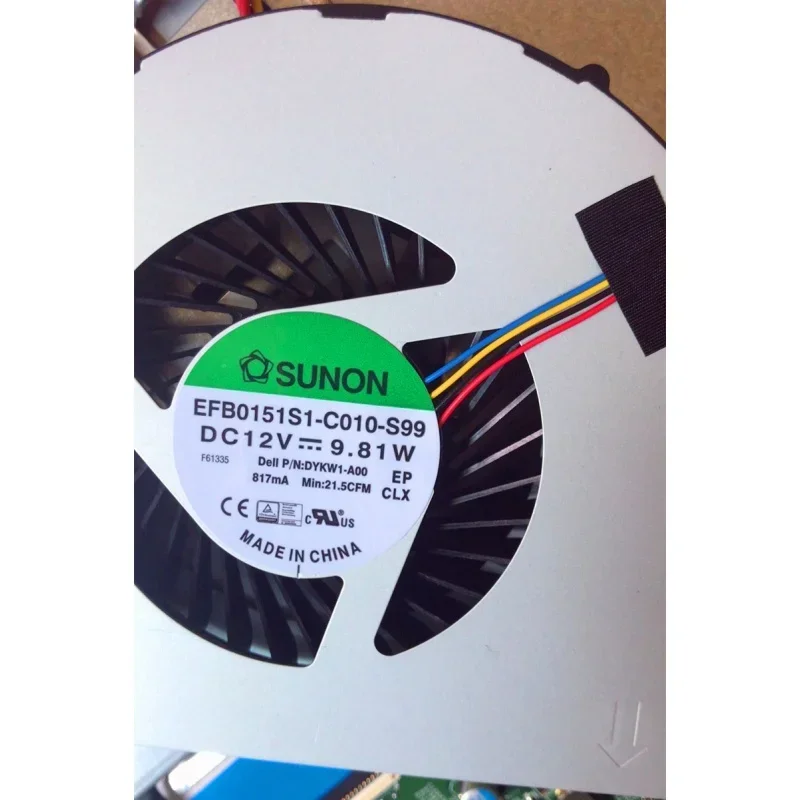 SUNON
EFB0151S1-C010-S99
DC12V⎓9.81W
F61335
Dell P/N:DYKW1-A00
EP
817mA Min:21.5CFM
CLX
CE
c RU ® US
MADE IN CHINA